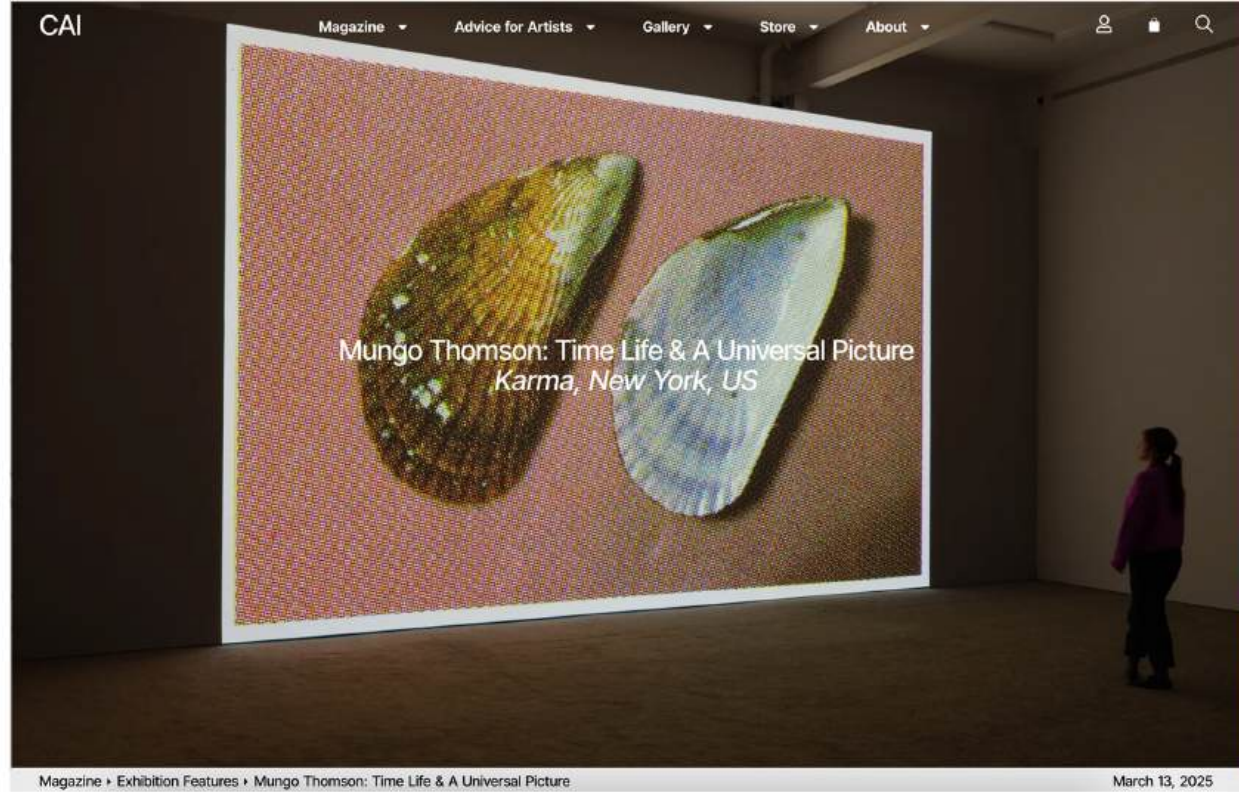 CAI
Magazine Advice for Artists Gallery Store About
Mungo Thomson: Time Life & A Universal Picture
Karma, New York, US
Magazine ‣ Exhibition Features ‣ Mungo Thomson: Time Life & A Universal Picture
March 13, 2025